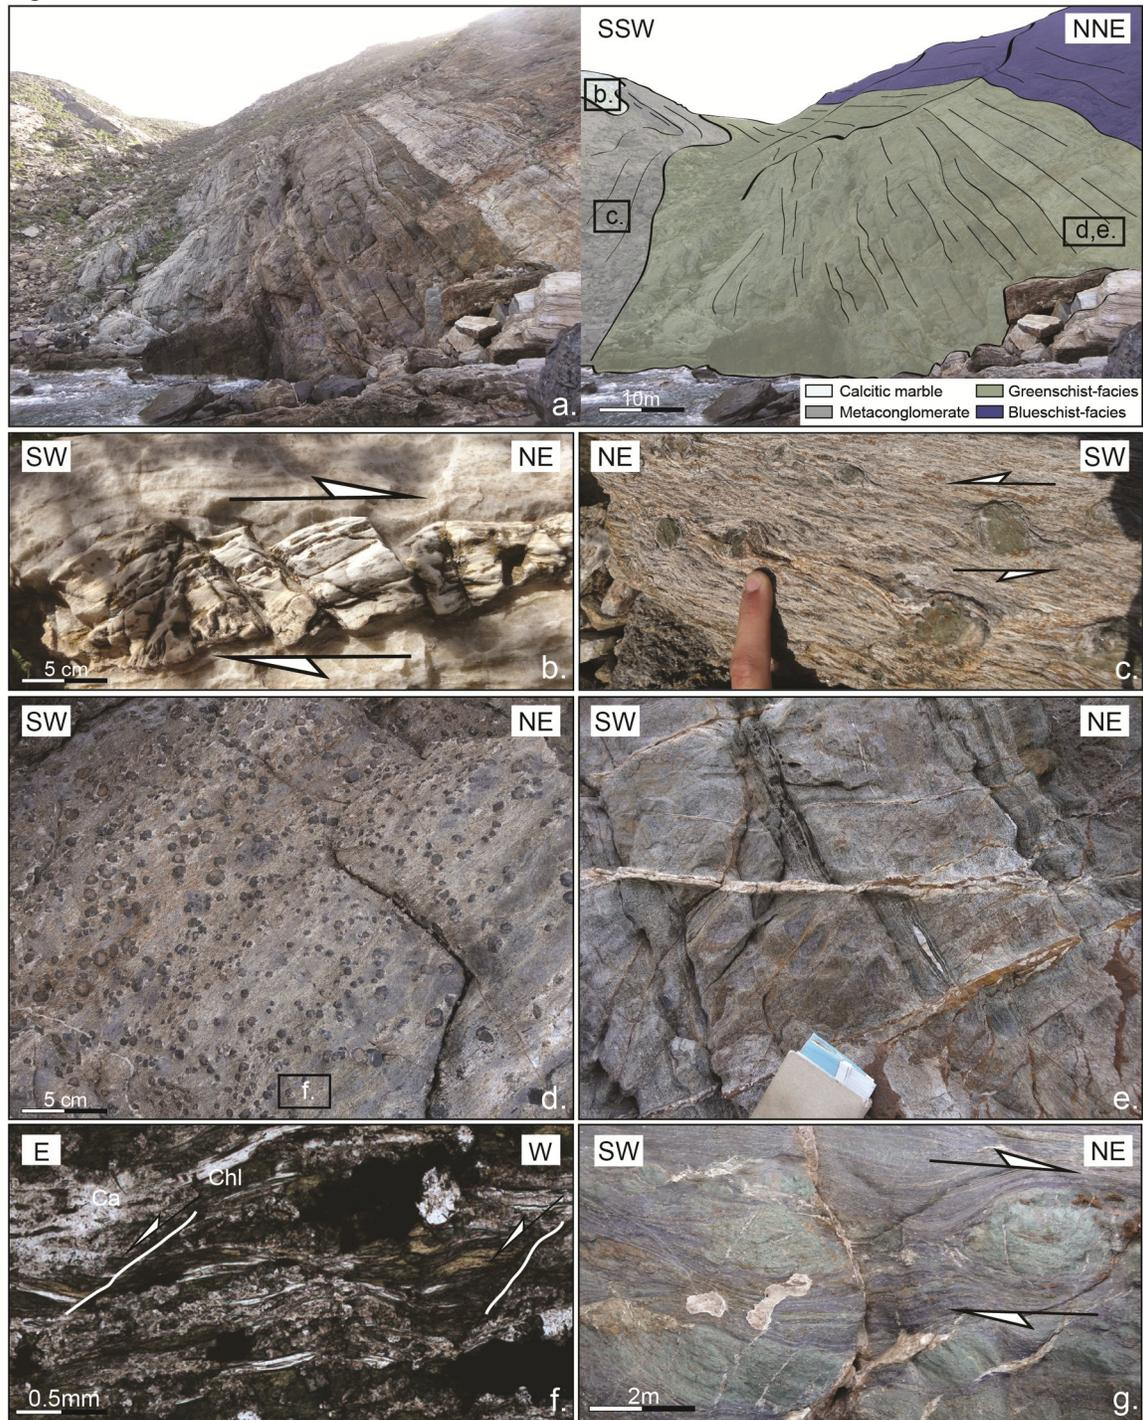 SSW NNE
b.
c.
d,e.
a.
10m
Calcitic marble Greenschist-facies
Metaconglomerate Blueschist-facies
SW NE
5 cm b.
NE SW
c.
SW NE
f.
5 cm d.
SW NE
e.
E W
Chl
Ca
0.5mm f.
SW NE
2m g.